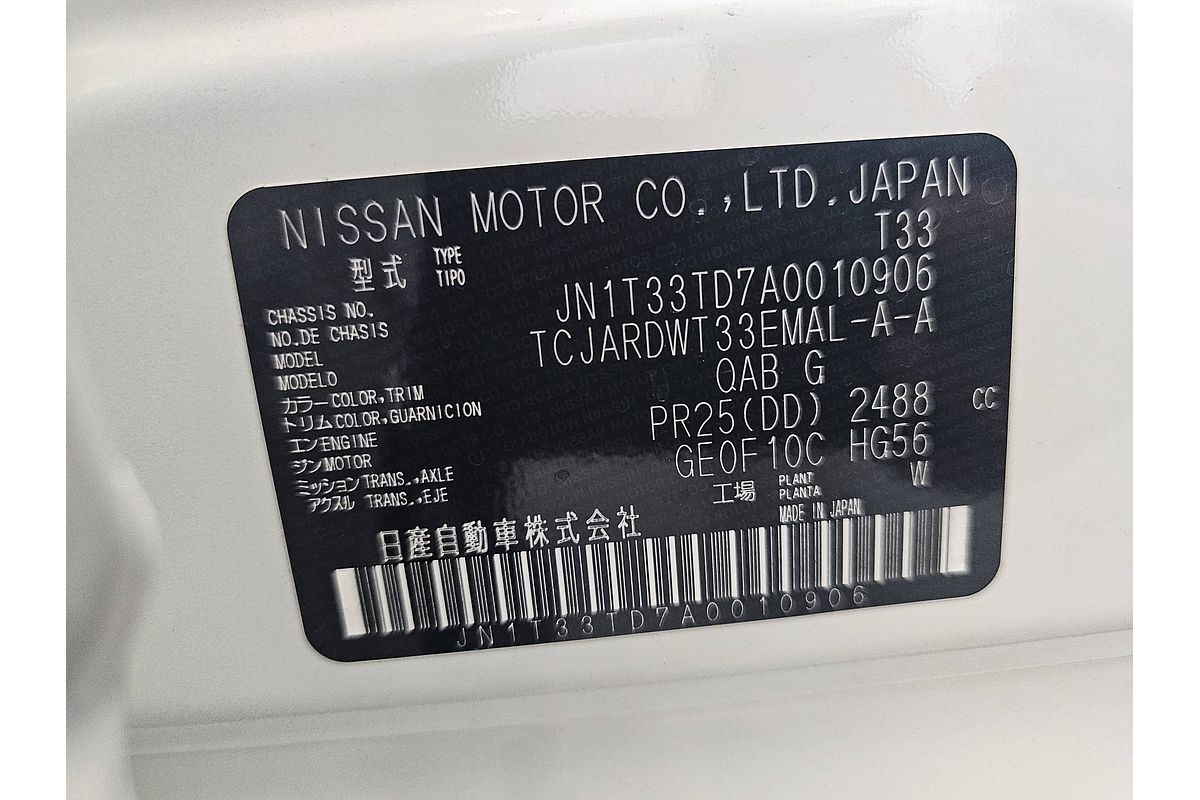 NISSAN MOTOR CO.,LTD.JAPAN
型式 TYPE TIPO T33
CHASSIS NO. NO.DE CHASIS JN1T33TD7A0010906
MODEL MODELO TCJARDWT33EMAL-A-A
カラー COLOR,TRIM トリム COLOR,GUARNICION QAB G
エン ENGINE ジン MOTOR PR25(DD) 2488 CC
ミッション TRANS.,AXLE アクスル TRANS.,EJE GE0F10C HG56
工場 PLANT PLANTA W
日産自動車株式会社 MADE IN JAPAN
JN1T33TD7A0010906